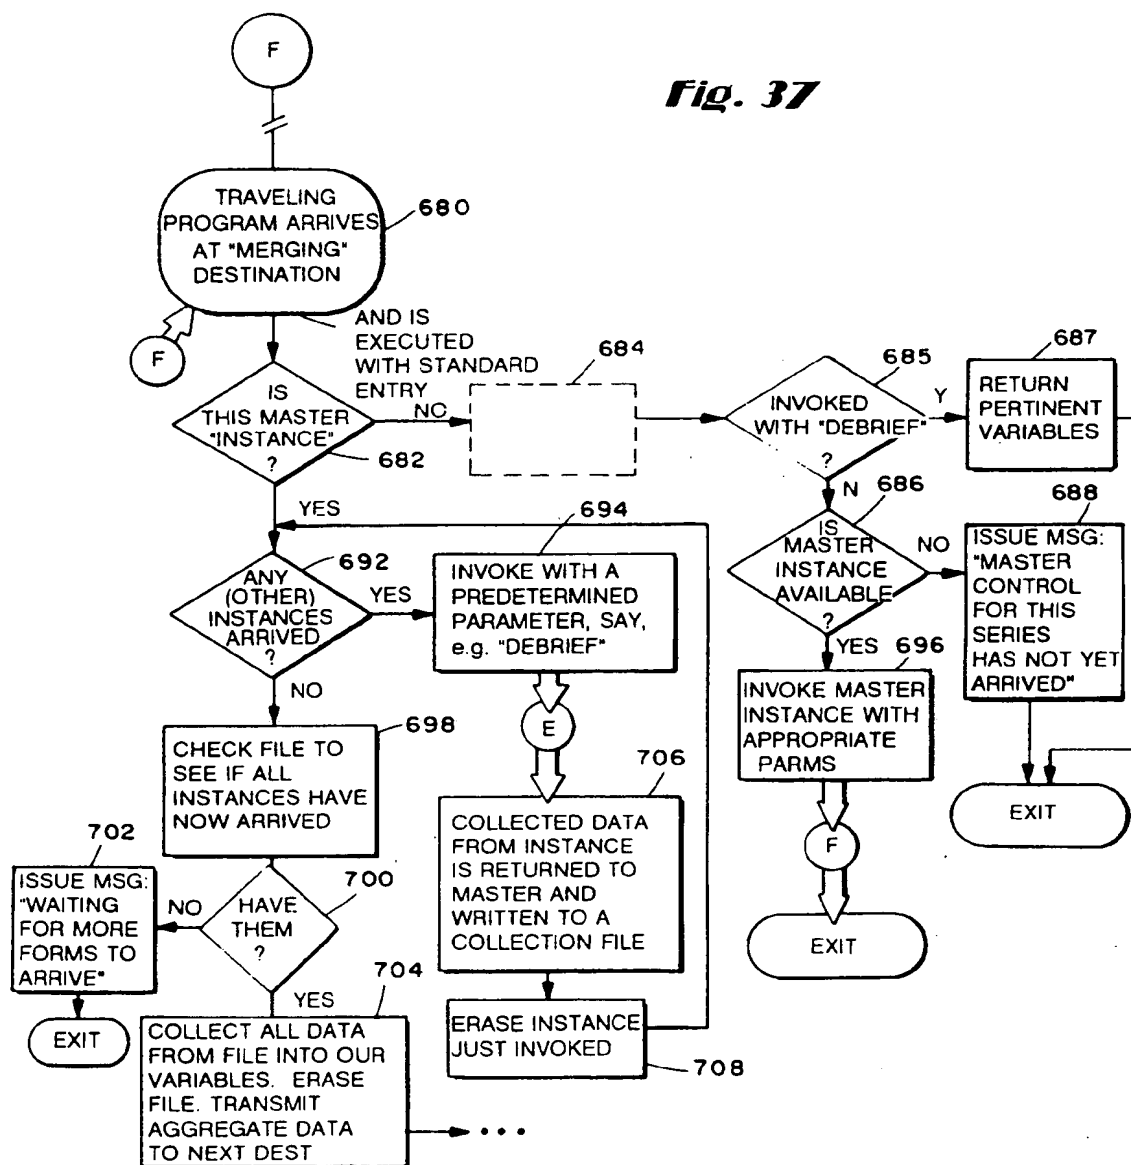 F
Fig. 37
TRAVELING
PROGRAM ARRIVES
AT "MERGING"
DESTINATION
680
F
AND IS
EXECUTED
WITH STANDARD
ENTRY
IS
THIS MASTER
"INSTANCE"
?
682
NO
684
INVOKED
WITH "DEBRIEF"
?
685
Y
687
RETURN
PERTINENT
VARIABLES
N
686
IS
MASTER
INSTANCE
AVAILABLE
?
NO
688
ISSUE MSG:
"MASTER
CONTROL
FOR THIS
SERIES
HAS NOT YET
ARRIVED"
EXIT
YES
696
INVOKE MASTER
INSTANCE WITH
APPROPRIATE
PARMS
F
EXIT
YES
692
ANY
(OTHER)
INSTANCES
ARRIVED
?
YES
694
INVOKE WITH A
PREDETERMINED
PARAMETER, SAY,
e.g. "DEBRIEF"
E
706
COLLECTED DATA
FROM INSTANCE
IS RETURNED TO
MASTER AND
WRITTEN TO A
COLLECTION FILE
ERASE INSTANCE
JUST INVOKED
708
NO
698
CHECK FILE TO
SEE IF ALL
INSTANCES HAVE
NOW ARRIVED
700
HAVE
THEM
?
NO
702
ISSUE MSG:
"WAITING
FOR MORE
FORMS TO
ARRIVE"
EXIT
YES
704
COLLECT ALL DATA
FROM FILE INTO OUR
VARIABLES. ERASE
FILE. TRANSMIT
AGGREGATE DATA
TO NEXT DEST
• • •